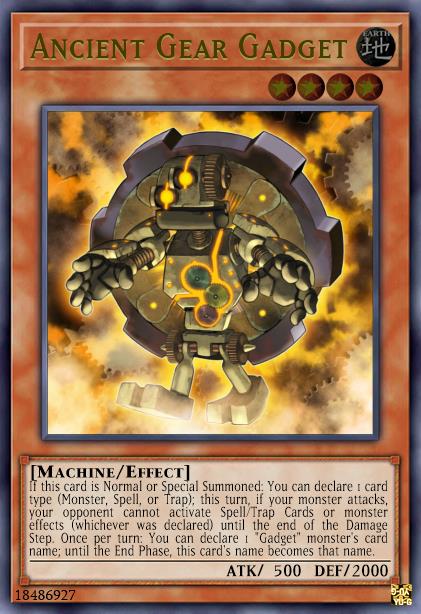 ANCIENT GEAR GADGET
EARTH
地
[MACHINE/EFFECT]
If this card is Normal or Special Summoned: You can declare 1 card
type (Monster, Spell, or Trap); this turn, if your monster attacks,
your opponent cannot activate Spell/Trap Cards or monster
effects (whichever was declared) until the end of the Damage
Step. Once per turn: You can declare 1 "Gadget" monster's card
name; until the End Phase, this card's name becomes that name.
ATK/ 500 DEF/2000
18486927